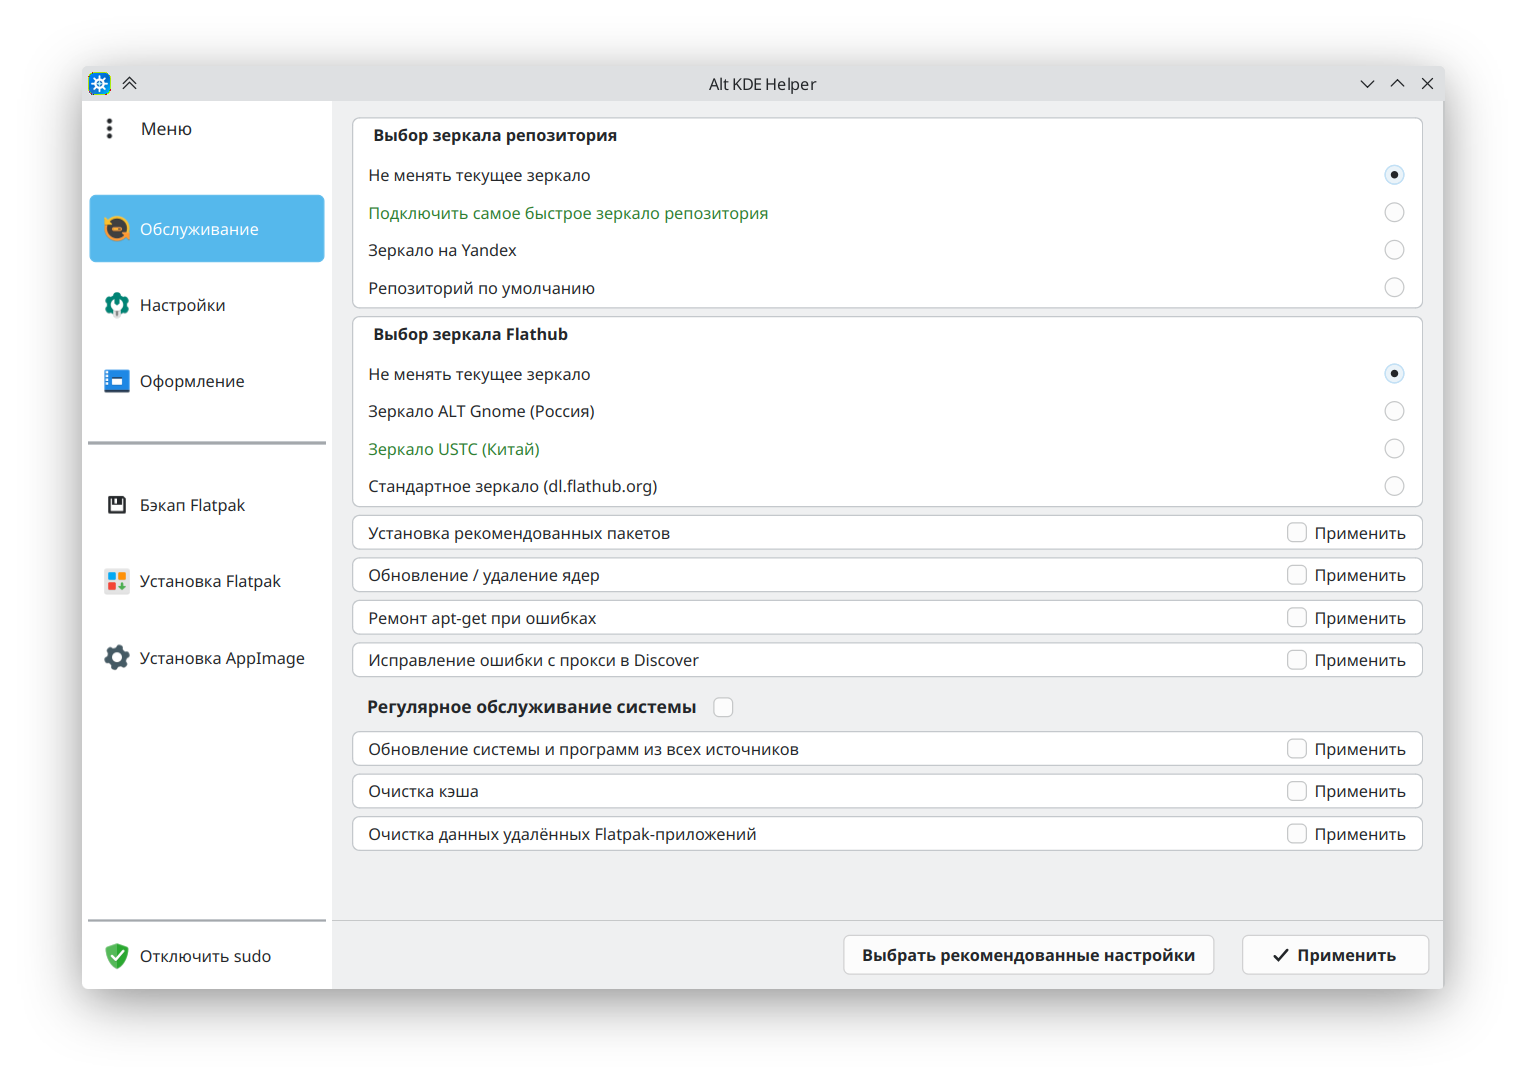 Alt KDE Helper
Меню
Обслуживание
Настройки
Оформление
Бэкап Flatpak
Установка Flatpak
Установка AppImage
Отключить sudo
Выбор зеркала репозитория
Не менять текущее зеркало
Подключить самое быстрое зеркало репозитория
Зеркало на Yandex
Репозиторий по умолчанию
Выбор зеркала Flathub
Не менять текущее зеркало
Зеркало ALT Gnome (Россия)
Зеркало USTC (Китай)
Стандартное зеркало (dl.flathub.org)
Установка рекомендованных пакетов Применить
Обновление / удаление ядер Применить
Ремонт apt-get при ошибках Применить
Исправление ошибки с прокси в Discover Применить
Регулярное обслуживание системы
Обновление системы и программ из всех источников Применить
Очистка кэша Применить
Очистка данных удалённых Flatpak-приложений Применить
Выбрать рекомендованные настройки Применить